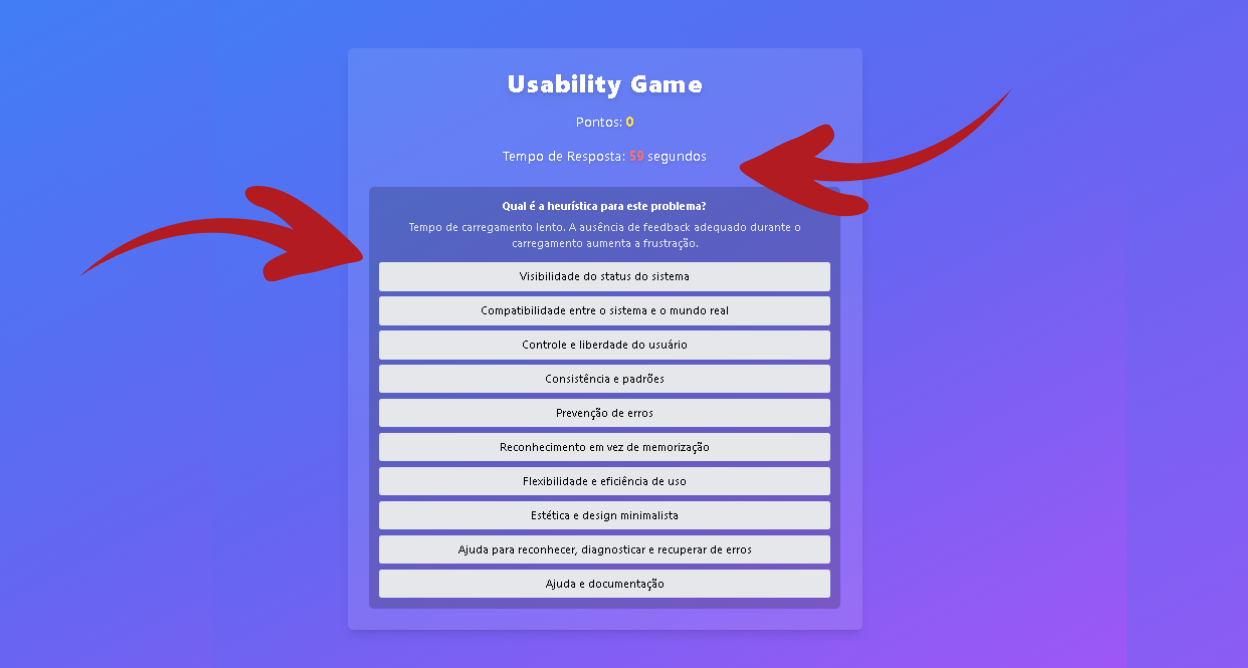 Usability Game
Pontos: 0
Tempo de Resposta: 59 segundos
Qual é a heurística para este problema?
Tempo de carregamento lento. A ausência de feedback adequado durante o
carregamento aumenta a frustração.
Visibilidade do status do sistema
Compatibilidade entre o sistema e o mundo real
Controle e liberdade do usuário
Consistência e padrões
Prevenção de erros
Reconhecimento em vez de memorização
Flexibilidade e eficiência de uso
Estética e design minimalista
Ajuda para reconhecer, diagnosticar e recuperar de erros
Ajuda e documentação